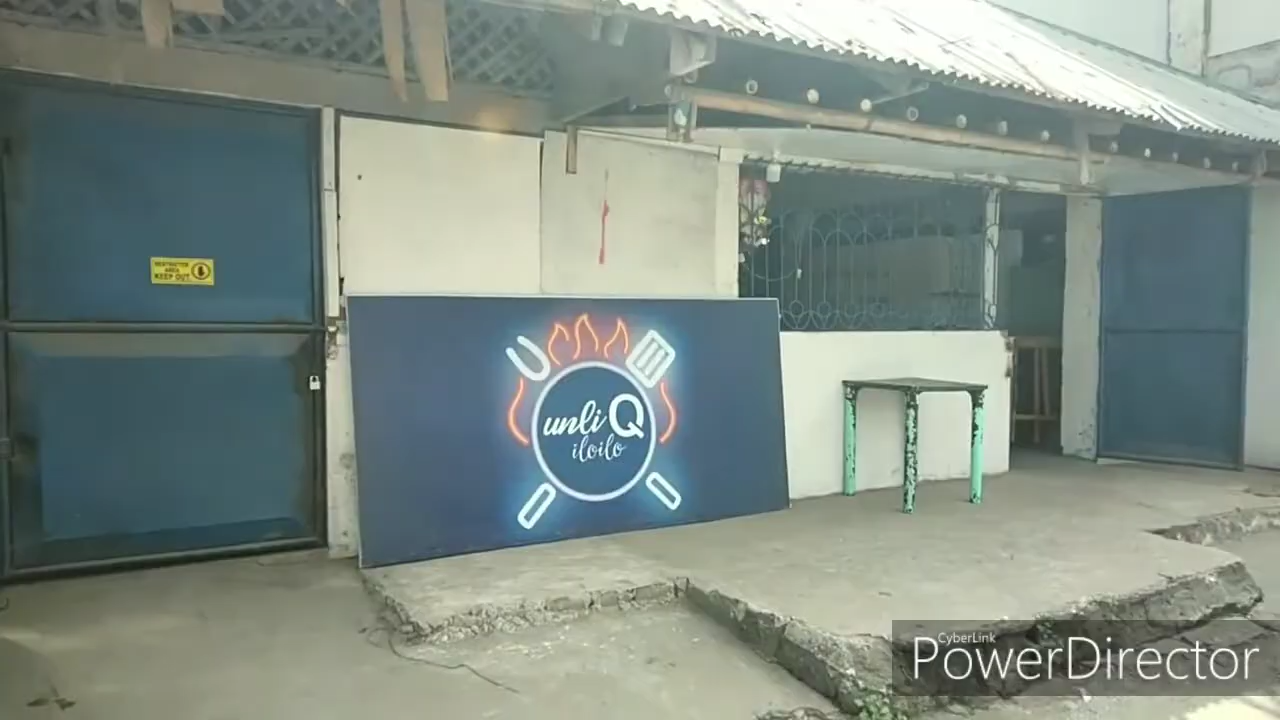 RESTRICTED
AREA
KEEP OUT
unli Q
iloilo
CyberLink
PowerDirector